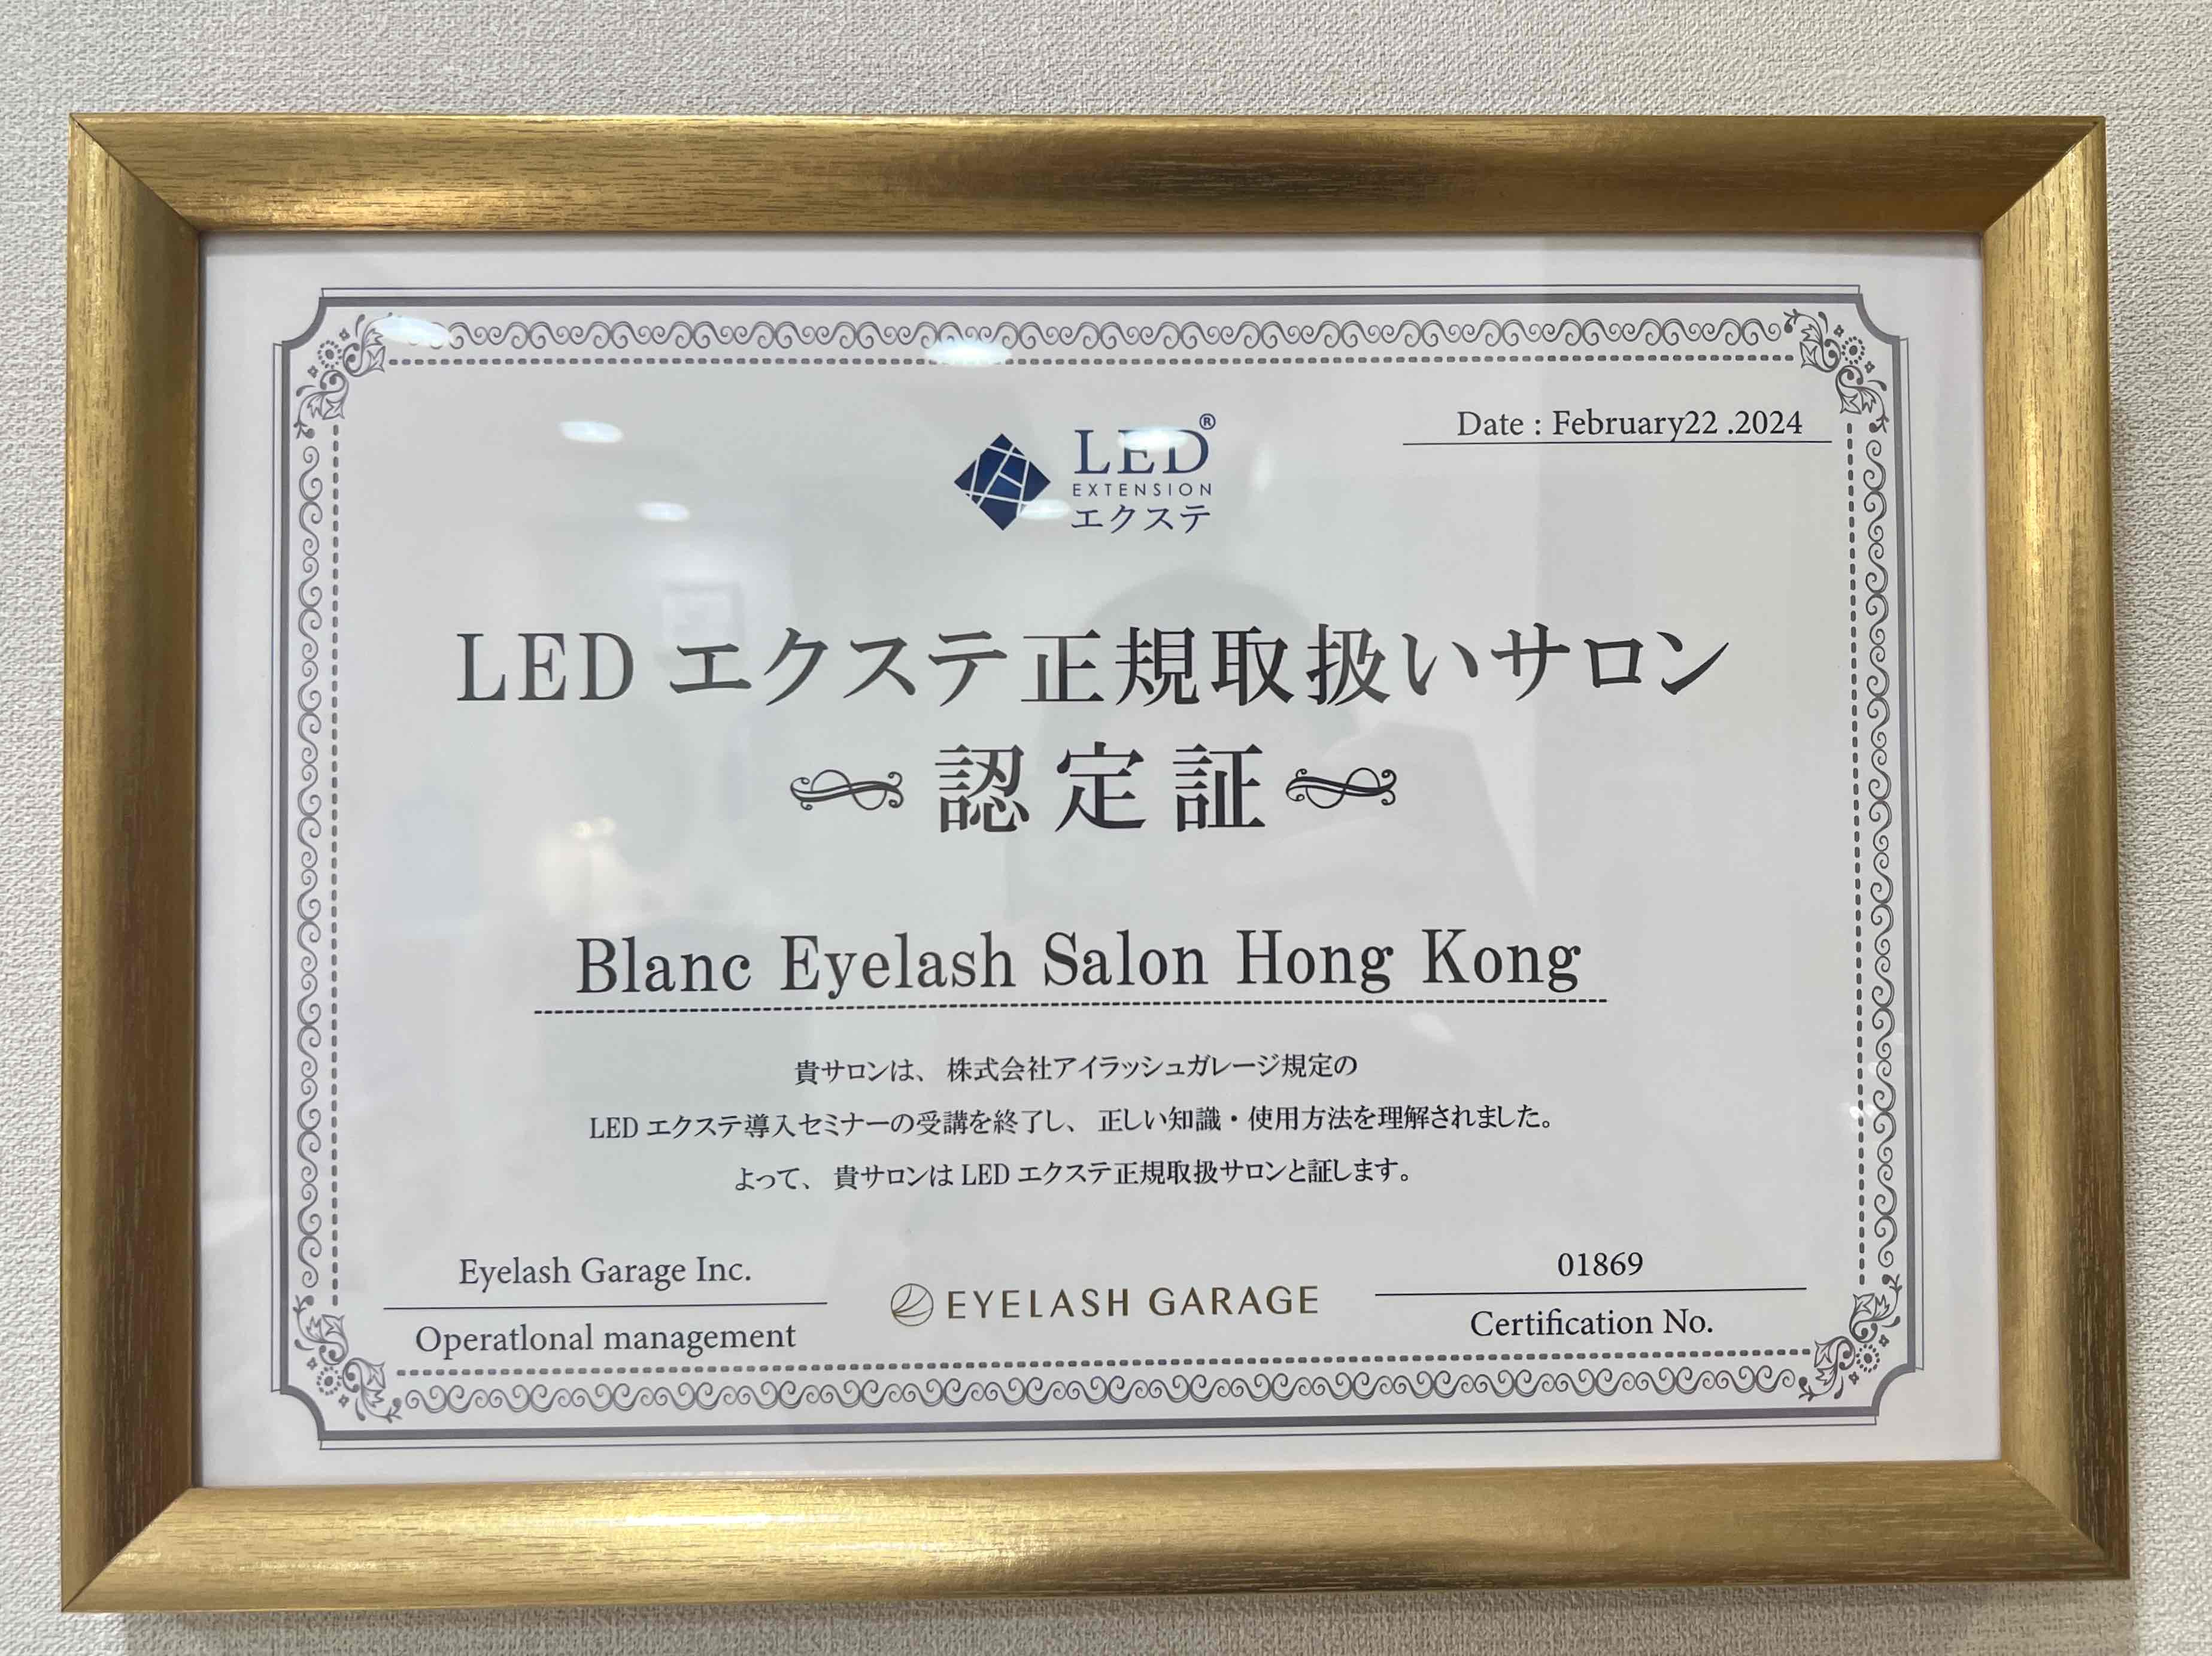 Date : February22 .2024
LED®
EXTENSION
エクステ
LED エクステ正規取扱いサロン
認定証
Blanc Eyelash Salon Hong Kong
貴サロンは、株式会社アイラッシュガレージ規定の
LED エクステ導入セミナーの受講を終了し、正しい知識・使用方法を理解されました。
よって、貴サロンは LED エクステ正規取扱サロンと証します。
Eyelash Garage Inc.
Operatlonal management
EYELASH GARAGE
01869
Certification No.